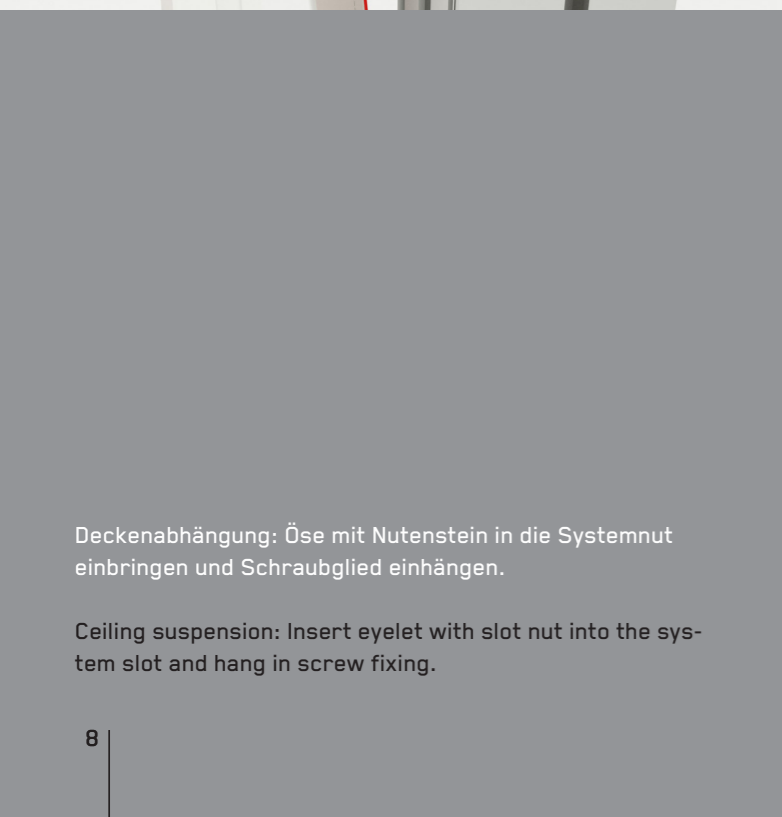 Deckenabhängung: Öse mit Nutenstein in die Systemnut
einbringen und Schraubglied einhängen.
Ceiling suspension: Insert eyelet with slot nut into the sys-
tem slot and hang in screw fixing.
8